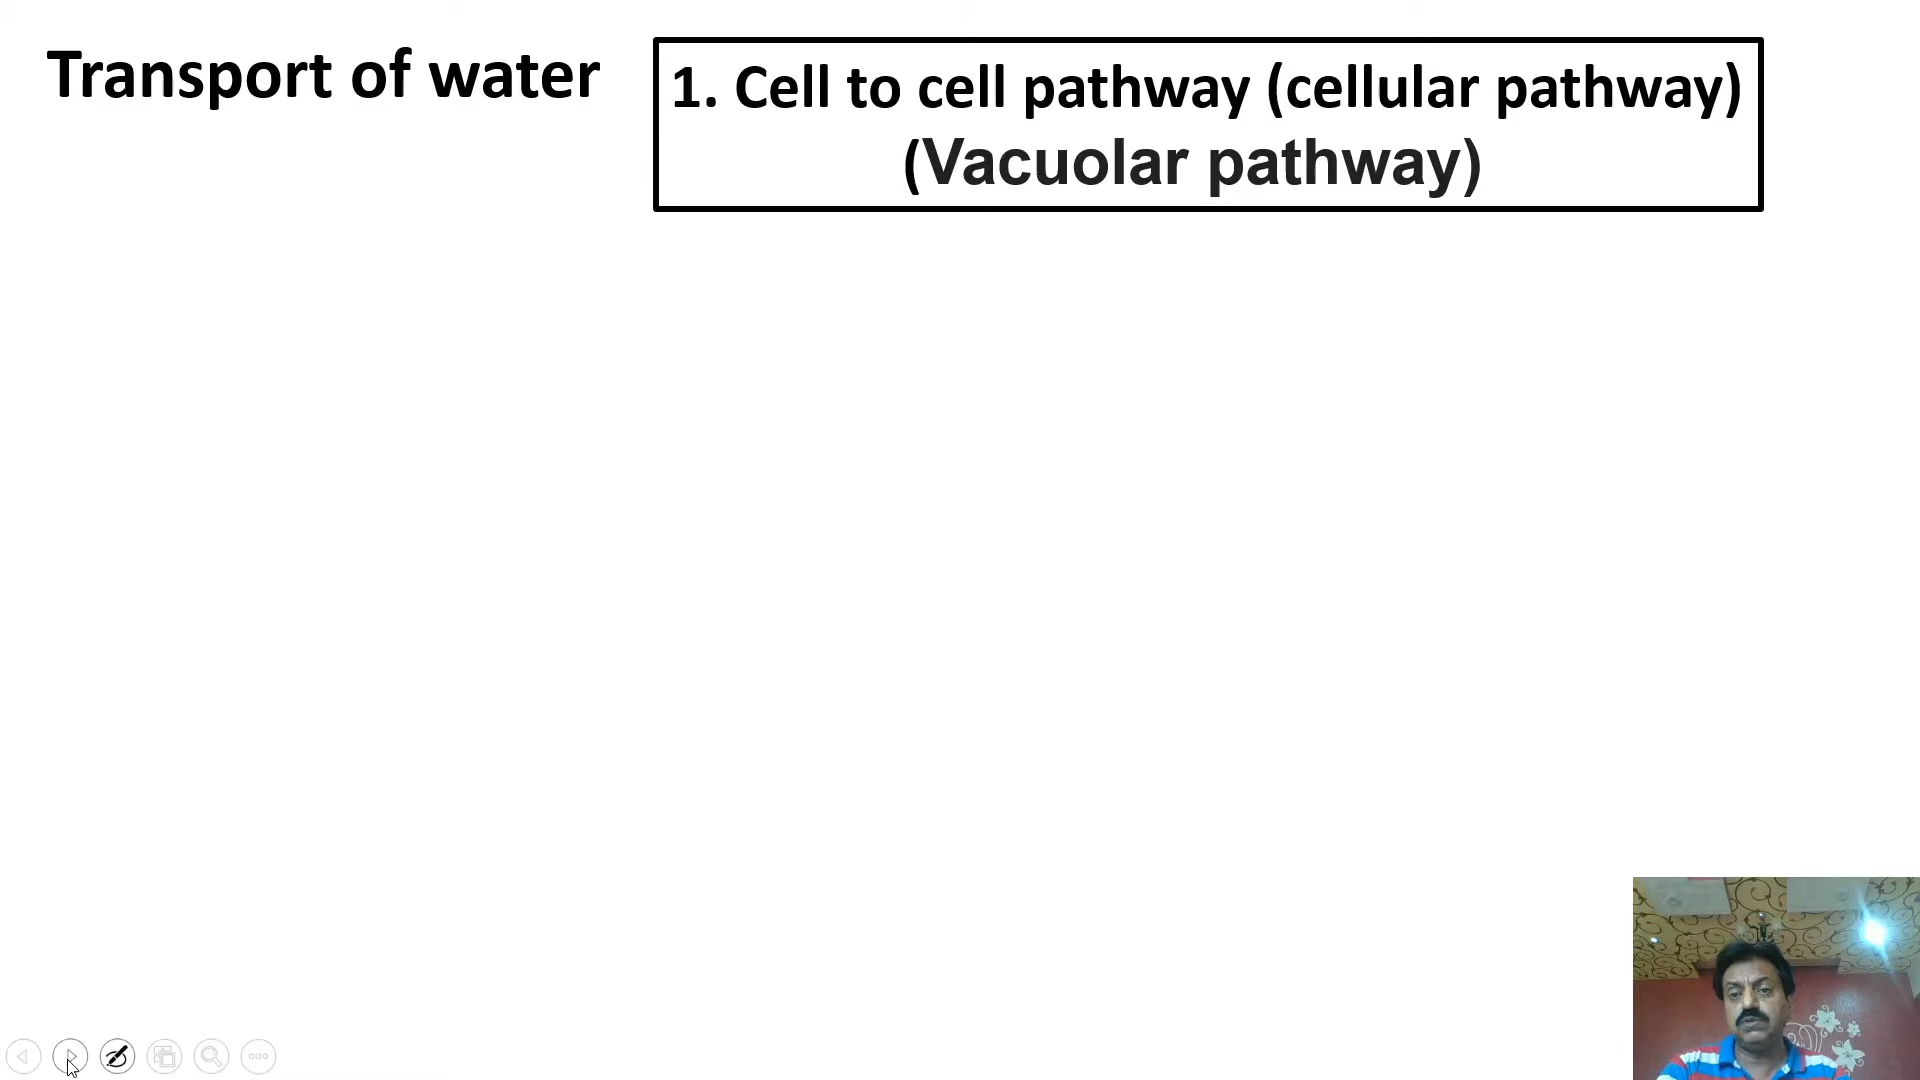 Transport of water
1. Cell to cell pathway (cellular pathway)
(Vacuolar pathway)